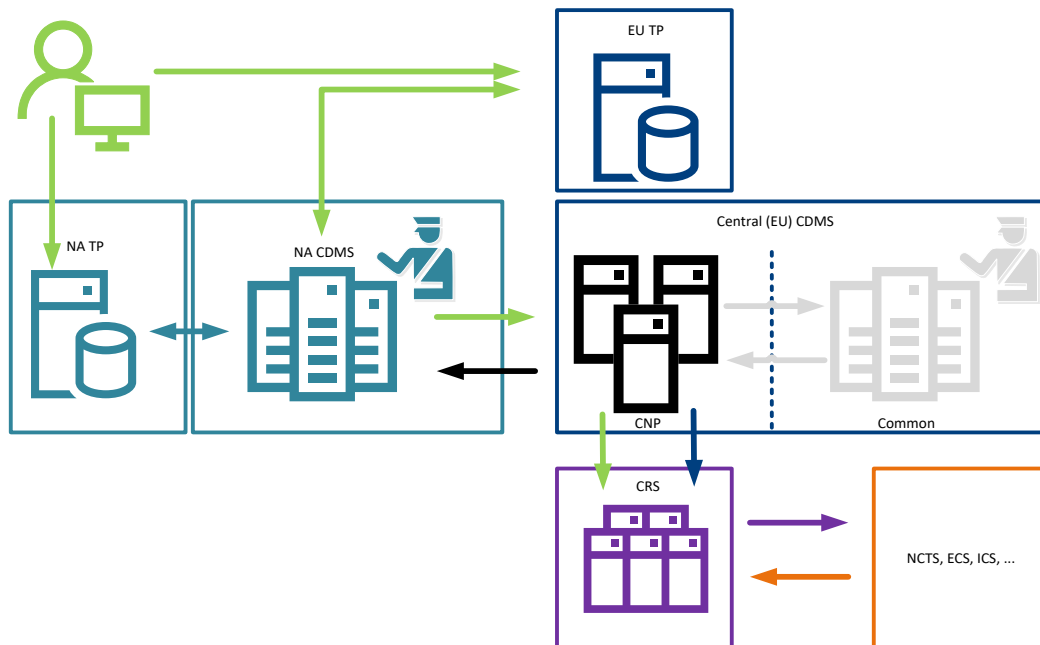 EU TP
Central (EU) CDMS
NA TP
NA CDMS
CNP
Common
CRS
NCTS, ECS, ICS, ...